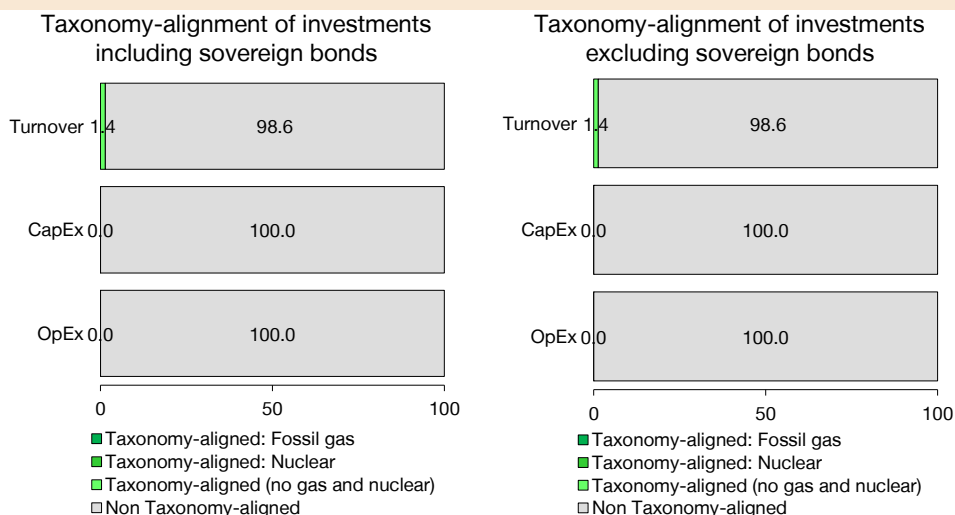 Taxonomy-alignment of investments
including sovereign bonds
Turnover 1.4 98.6
CapEx 0.0 100.0
OpEx 0.0 100.0
0 50 100
Taxonomy-aligned: Fossil gas
Taxonomy-aligned: Nuclear
Taxonomy-aligned (no gas and nuclear)
Non Taxonomy-aligned
Taxonomy-alignment of investments
excluding sovereign bonds
Turnover 1.4 98.6
CapEx 0.0 100.0
OpEx 0.0 100.0
0 50 100
Taxonomy-aligned: Fossil gas
Taxonomy-aligned: Nuclear
Taxonomy-aligned (no gas and nuclear)
Non Taxonomy-aligned